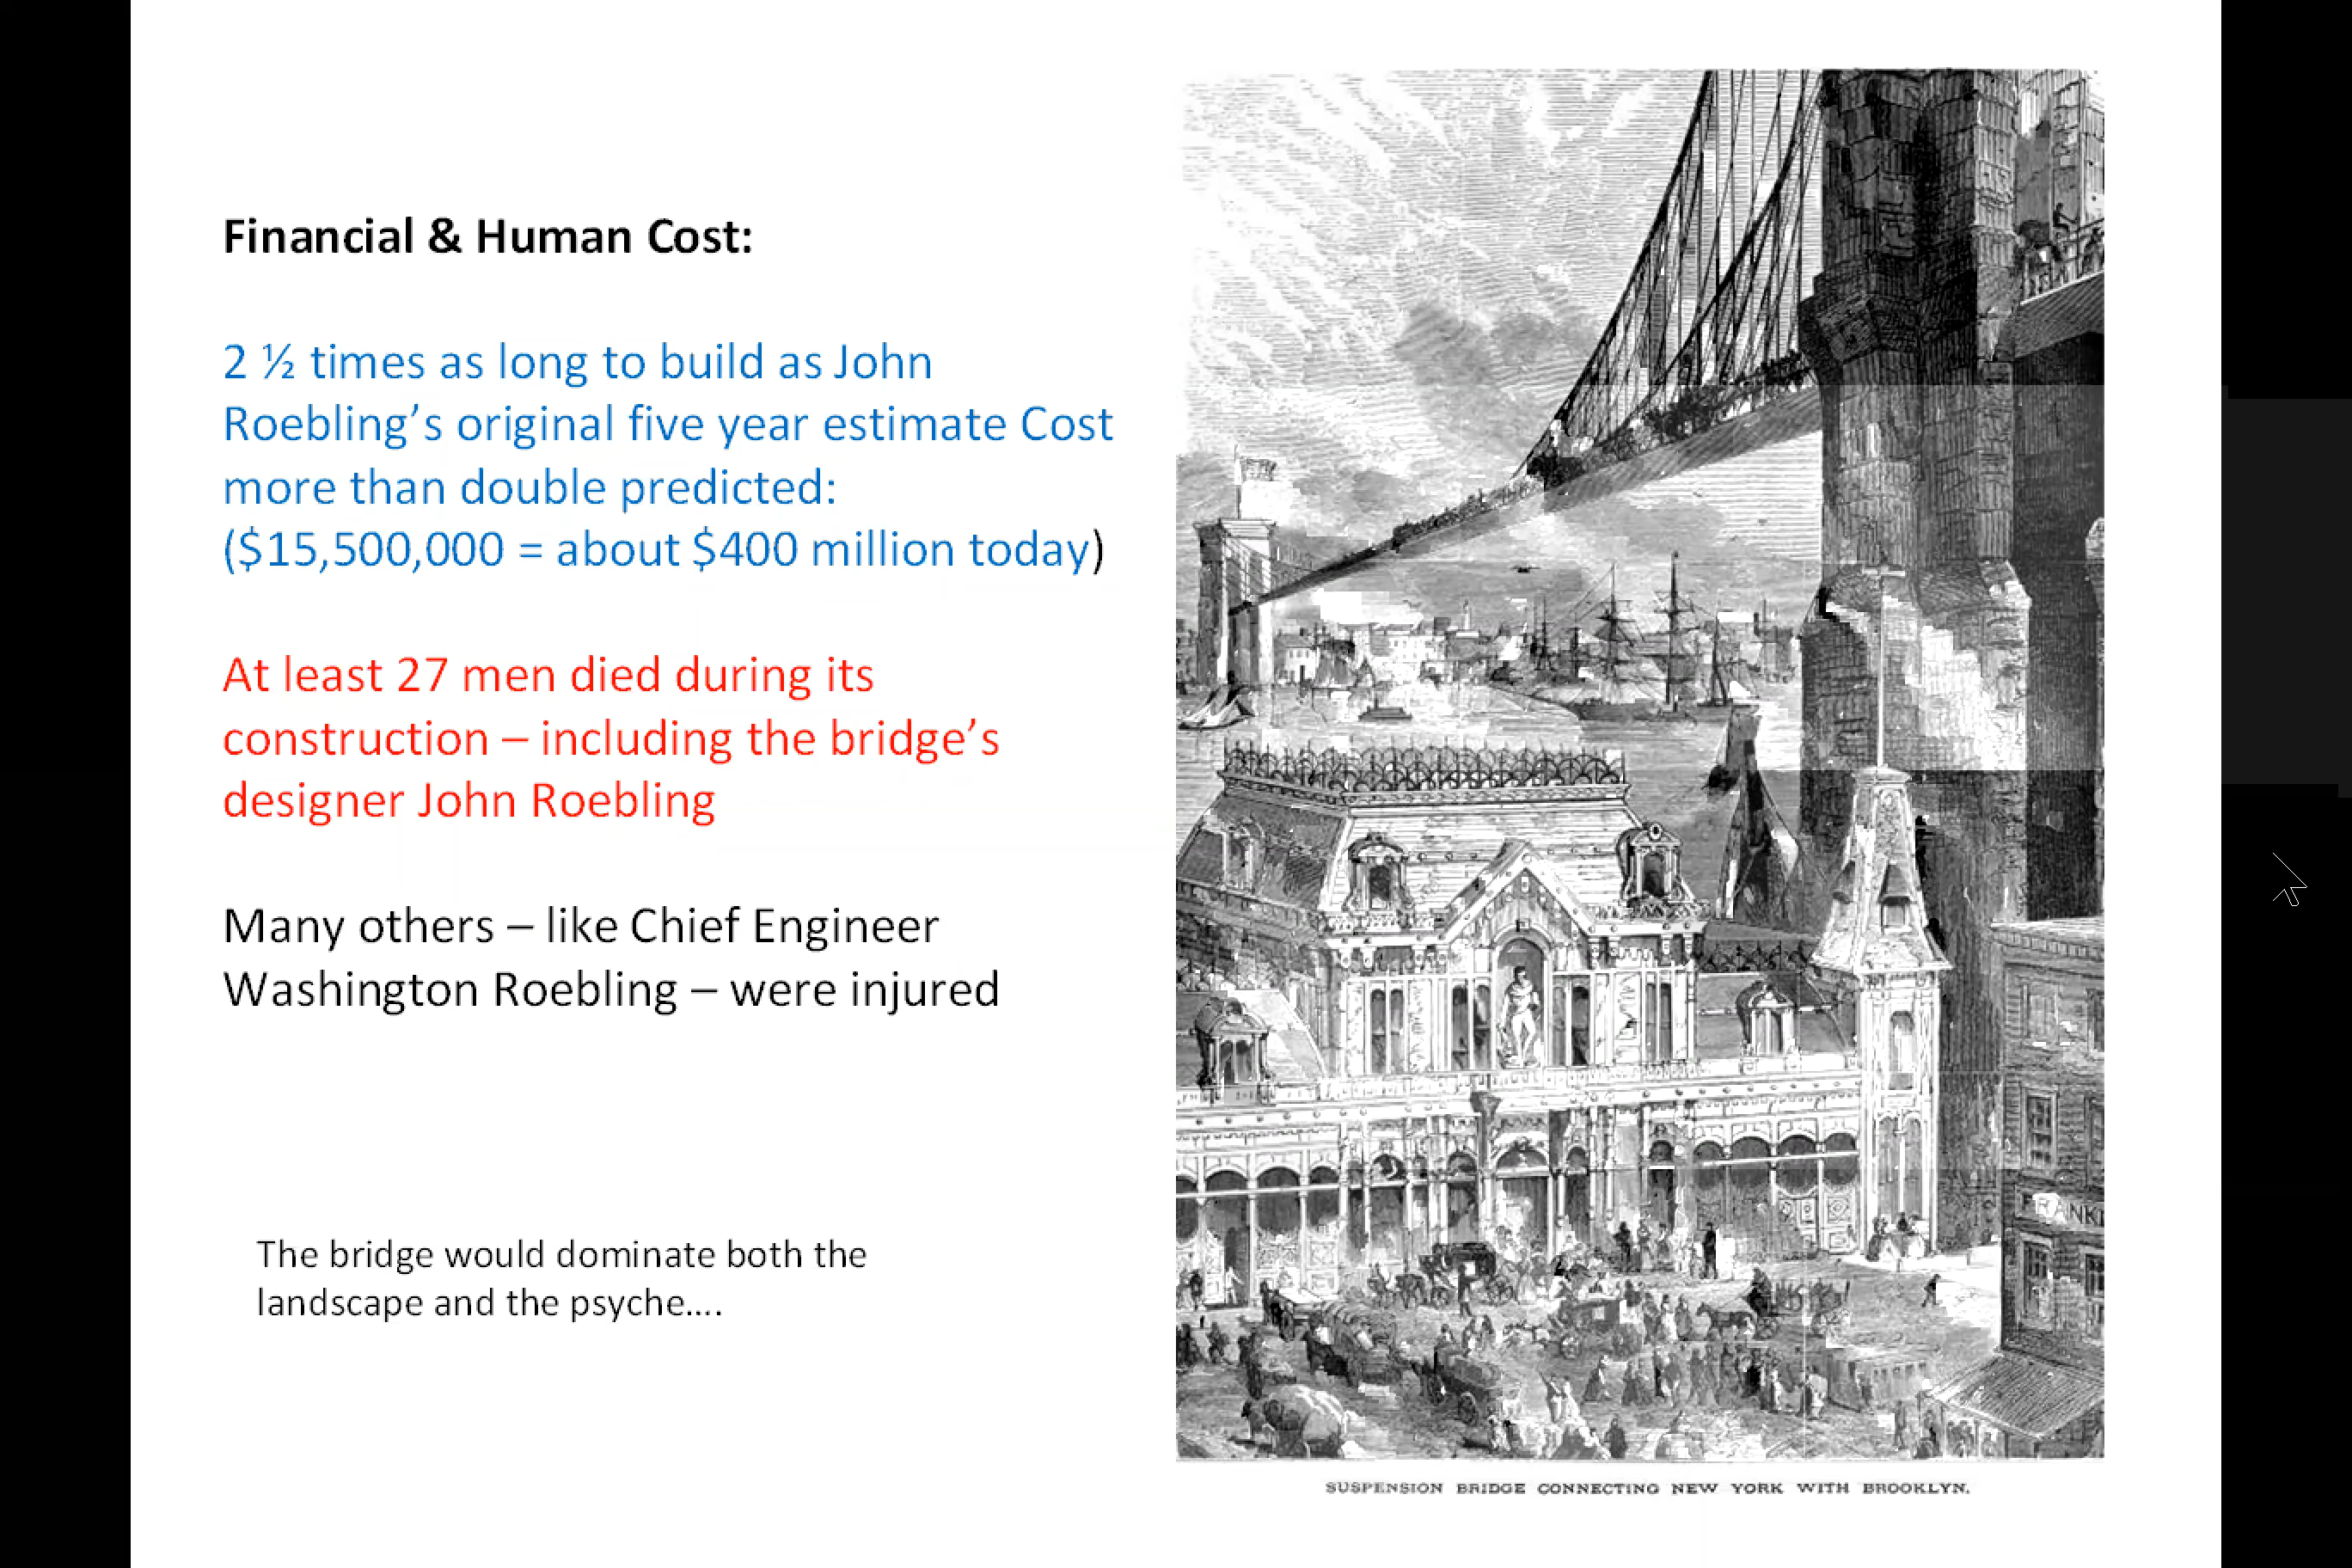 Financial & Human Cost:
2 ½ times as long to build as John
Roebling’s original five year estimate Cost
more than double predicted:
($15,500,000 = about $400 million today)
At least 27 men died during its
construction – including the bridge’s
designer John Roebling
Many others – like Chief Engineer
Washington Roebling – were injured
The bridge would dominate both the
landscape and the psyche....
SUSPENSION BRIDGE CONNECTING NEW YORK WITH BROOKLYN.